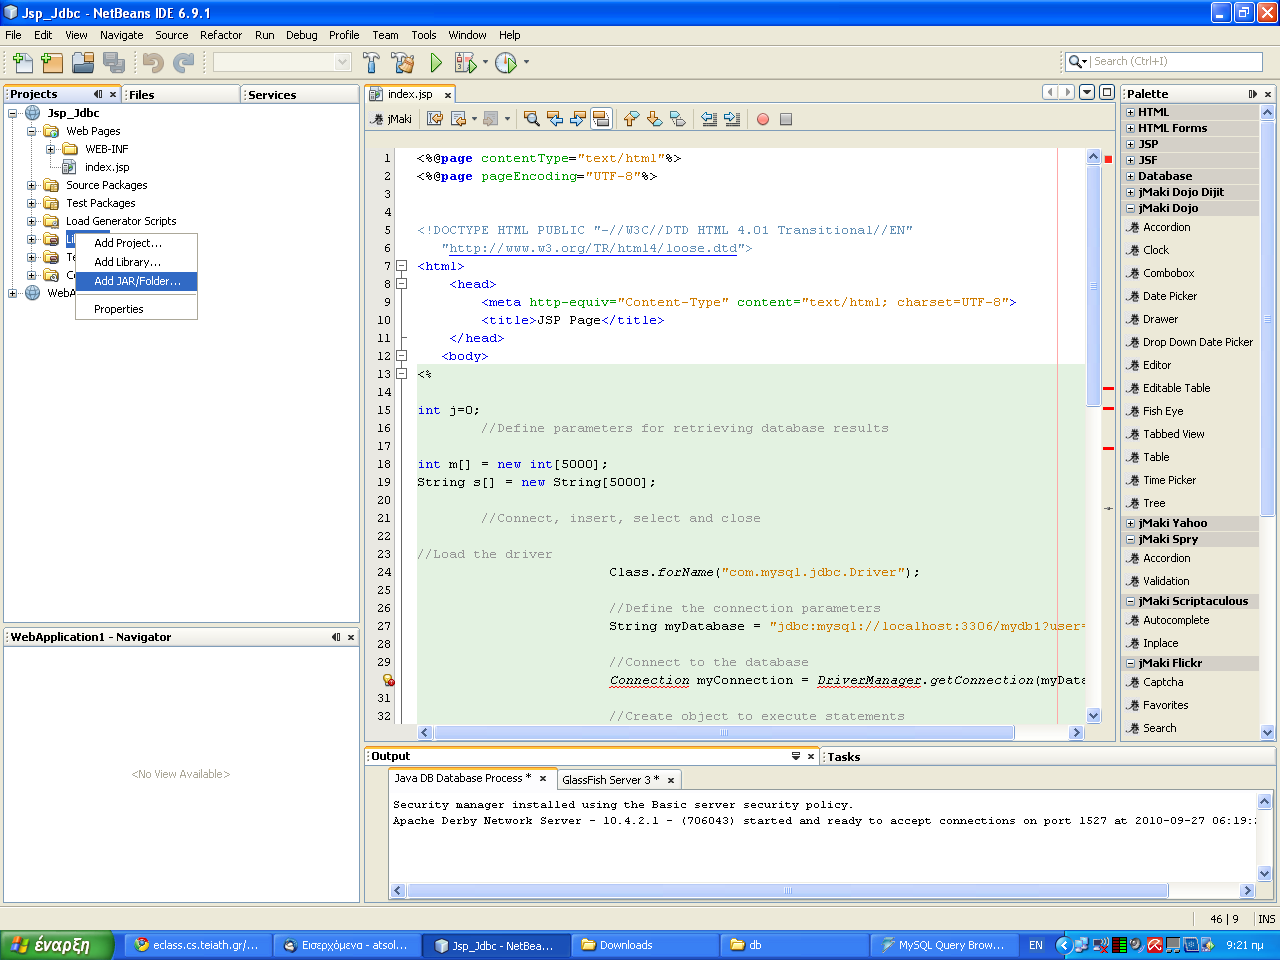 Jsp_Jdbc - NetBeans IDE 6.9.1
File Edit View Navigate Source Refactor Run Debug Profile Team Tools Window Help
Search (Ctrl+I)
Projects
Files
Services
Jsp_Jdbc
Web Pages
WEB-INF
index.jsp
Source Packages
Test Packages
Load Generator Scripts
Add Project...
Add Library...
Add JAR/Folder...
Properties
WebApplication1 - Navigator
<No View Available>
index.jsp
jMaki
1 <%@page contentType="text/html"%>
2 <%@page pageEncoding="UTF-8"%>
3
4
5 <!DOCTYPE HTML PUBLIC "-//W3C//DTD HTML 4.01 Transitional//EN"
6 "http://www.w3.org/TR/html4/loose.dtd">
7 <html>
8 <head>
9 <meta http-equiv="Content-Type" content="text/html; charset=UTF-8">
10 <title>JSP Page</title>
11 </head>
12 <body>
13 <%
14
15 int j=0;
16 //Define parameters for retrieving database results
17
18 int m[] = new int[5000];
19 String s[] = new String[5000];
20
21 //Connect, insert, select and close
22
23 //Load the driver
24 Class.forName("com.mysql.jdbc.Driver");
25
26 //Define the connection parameters
27 String myDatabase = "jdbc:mysql://localhost:3306/mydb1?user=
28
29 //Connect to the database
Connection myConnection = DriverManager.getConnection(myData
31
32 //Create object to execute statements
Palette
HTML
HTML Forms
JSP
JSF
Database
jMaki Dojo Dijit
jMaki Dojo
Accordion
Clock
Combobox
Date Picker
Drawer
Drop Down Date Picker
Editor
Editable Table
Fish Eye
Tabbed View
Table
Time Picker
Tree
jMaki Yahoo
jMaki Spry
Accordion
Validation
jMaki Scriptaculous
Autocomplete
Inplace
jMaki Flickr
Captcha
Favorites
Search
Output
Tasks
Java DB Database Process *
GlassFish Server 3 *
Security manager installed using the Basic server security policy.
Apache Derby Network Server - 10.4.2.1 - (706043) started and ready to accept connections on port 1527 at 2010-09-27 06:19:
46 | 9 INS
έναρξη
eclass.cs.teiath.gr/...
Εισερχόμενα - atsol...
Jsp_Jdbc - NetBea...
Downloads
db
MySQL Query Brow...
EN
9:21 πμ